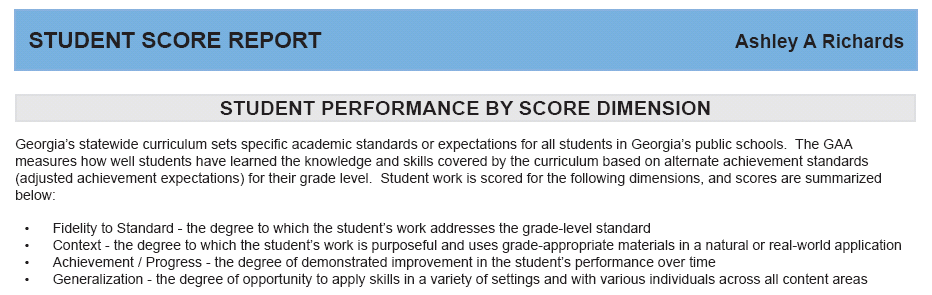 STUDENT SCORE REPORT
Ashley A Richards
STUDENT PERFORMANCE BY SCORE DIMENSION
Georgia's statewide curriculum sets specific academic standards or expectations for all students in Georgia's public schools.  The GAA
measures how well students have learned the knowledge and skills covered by the curriculum based on alternate achievement standards
(adjusted achievement expectations) for their grade level.  Student work is scored for the following dimensions, and scores are summarized
below:
• Fidelity to Standard - the degree to which the student's work addresses the grade-level standard
• Context - the degree to which the student's work is purposeful and uses grade-appropriate materials in a natural or real-world application
• Achievement / Progress - the degree of demonstrated improvement in the student's performance over time
• Generalization - the degree of opportunity to apply skills in a variety of settings and with various individuals across all content areas